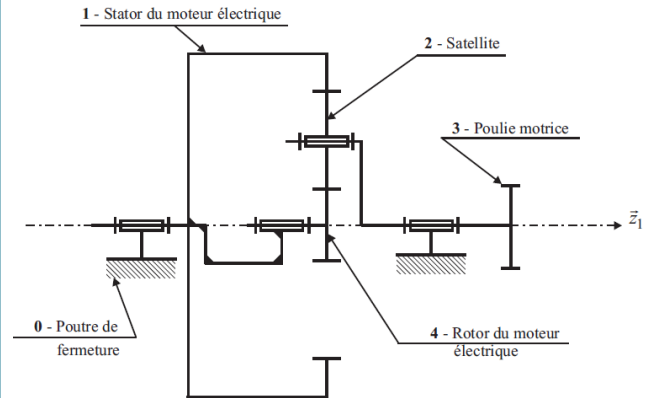 1 - Stator du moteur électrique
2 - Satellite
3 - Poulie motrice
z⃗1
0 - Poutre de
fermeture
4 - Rotor du moteur
électrique